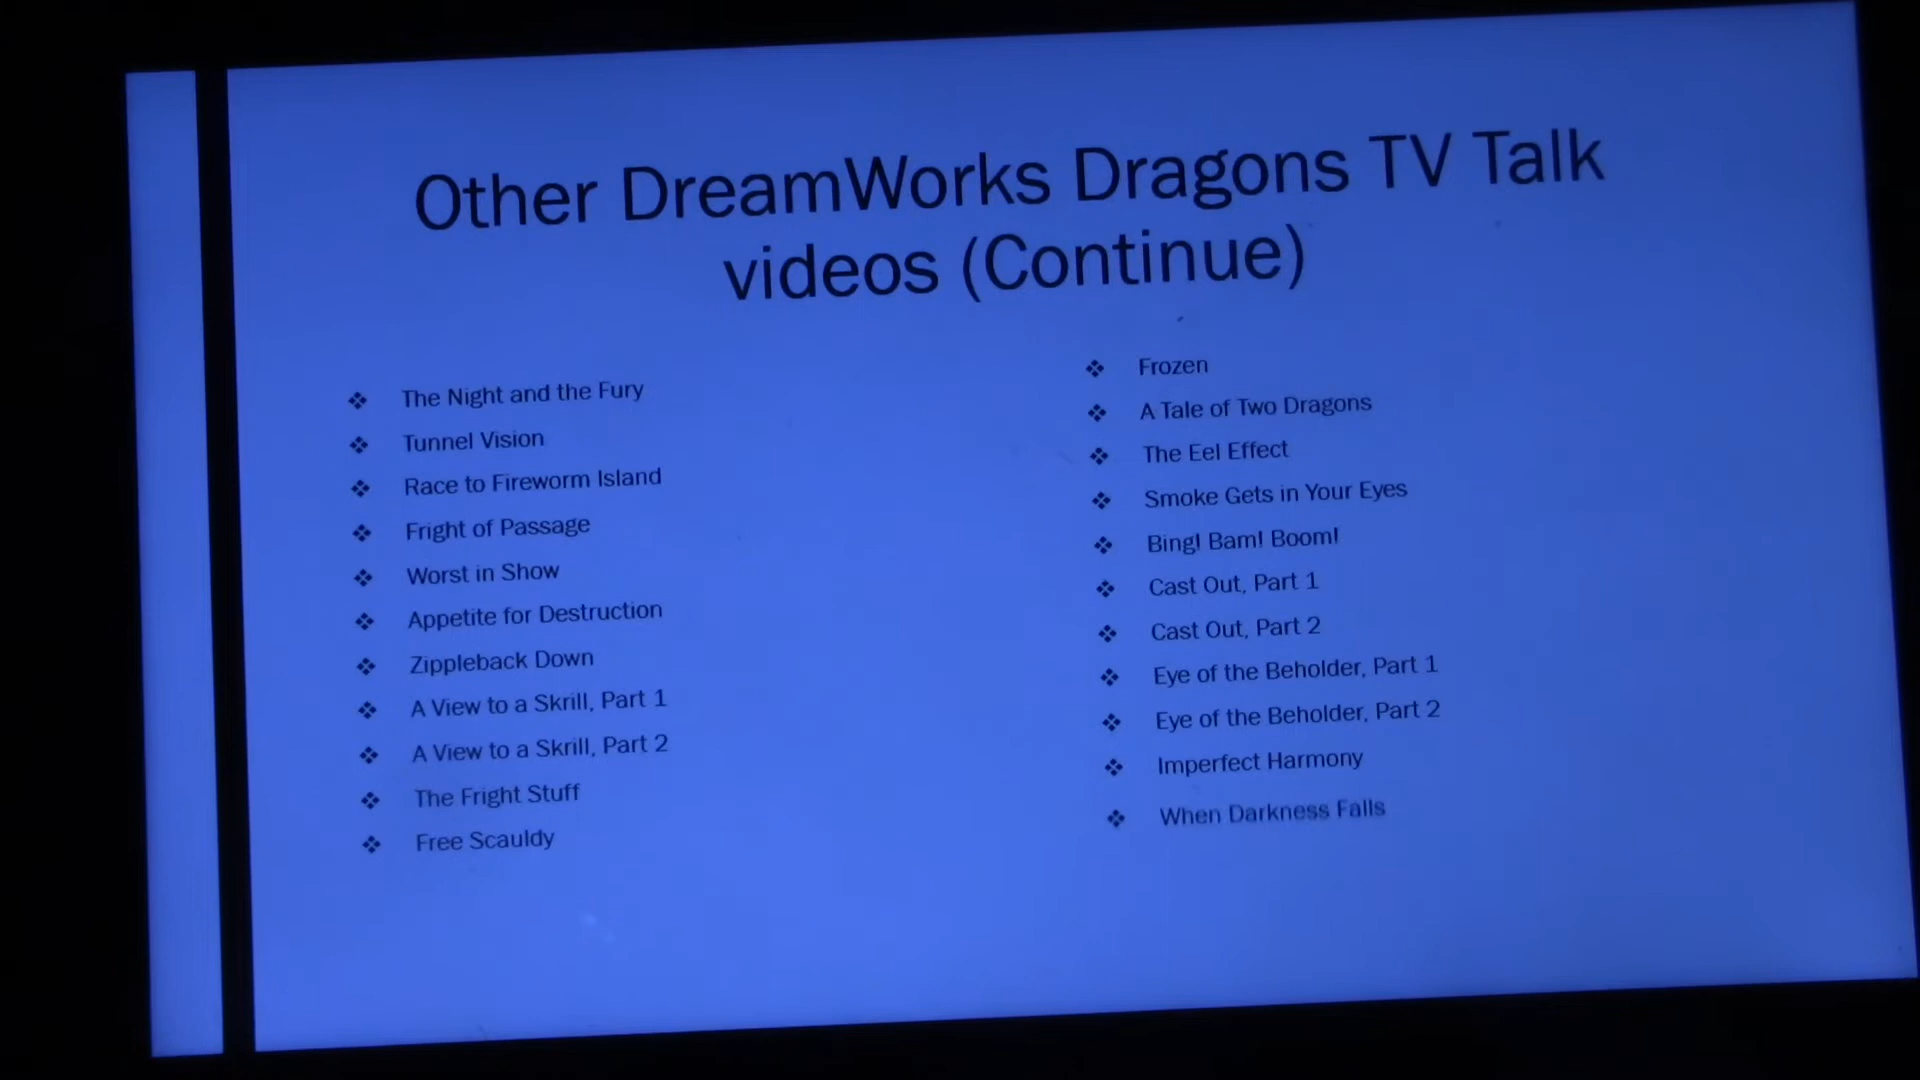 Other DreamWorks Dragons TV Talk
videos (Continue)
The Night and the Fury
Tunnel Vision
Race to Fireworm Island
Fright of Passage
Worst in Show
Appetite for Destruction
Zippleback Down
A View to a Skrill, Part 1
A View to a Skrill, Part 2
The Fright Stuff
Free Scauldy
Frozen
A Tale of Two Dragons
The Eel Effect
Smoke Gets in Your Eyes
Bing! Bam! Boom!
Cast Out, Part 1
Cast Out, Part 2
Eye of the Beholder, Part 1
Eye of the Beholder, Part 2
Imperfect Harmony
When Darkness Falls